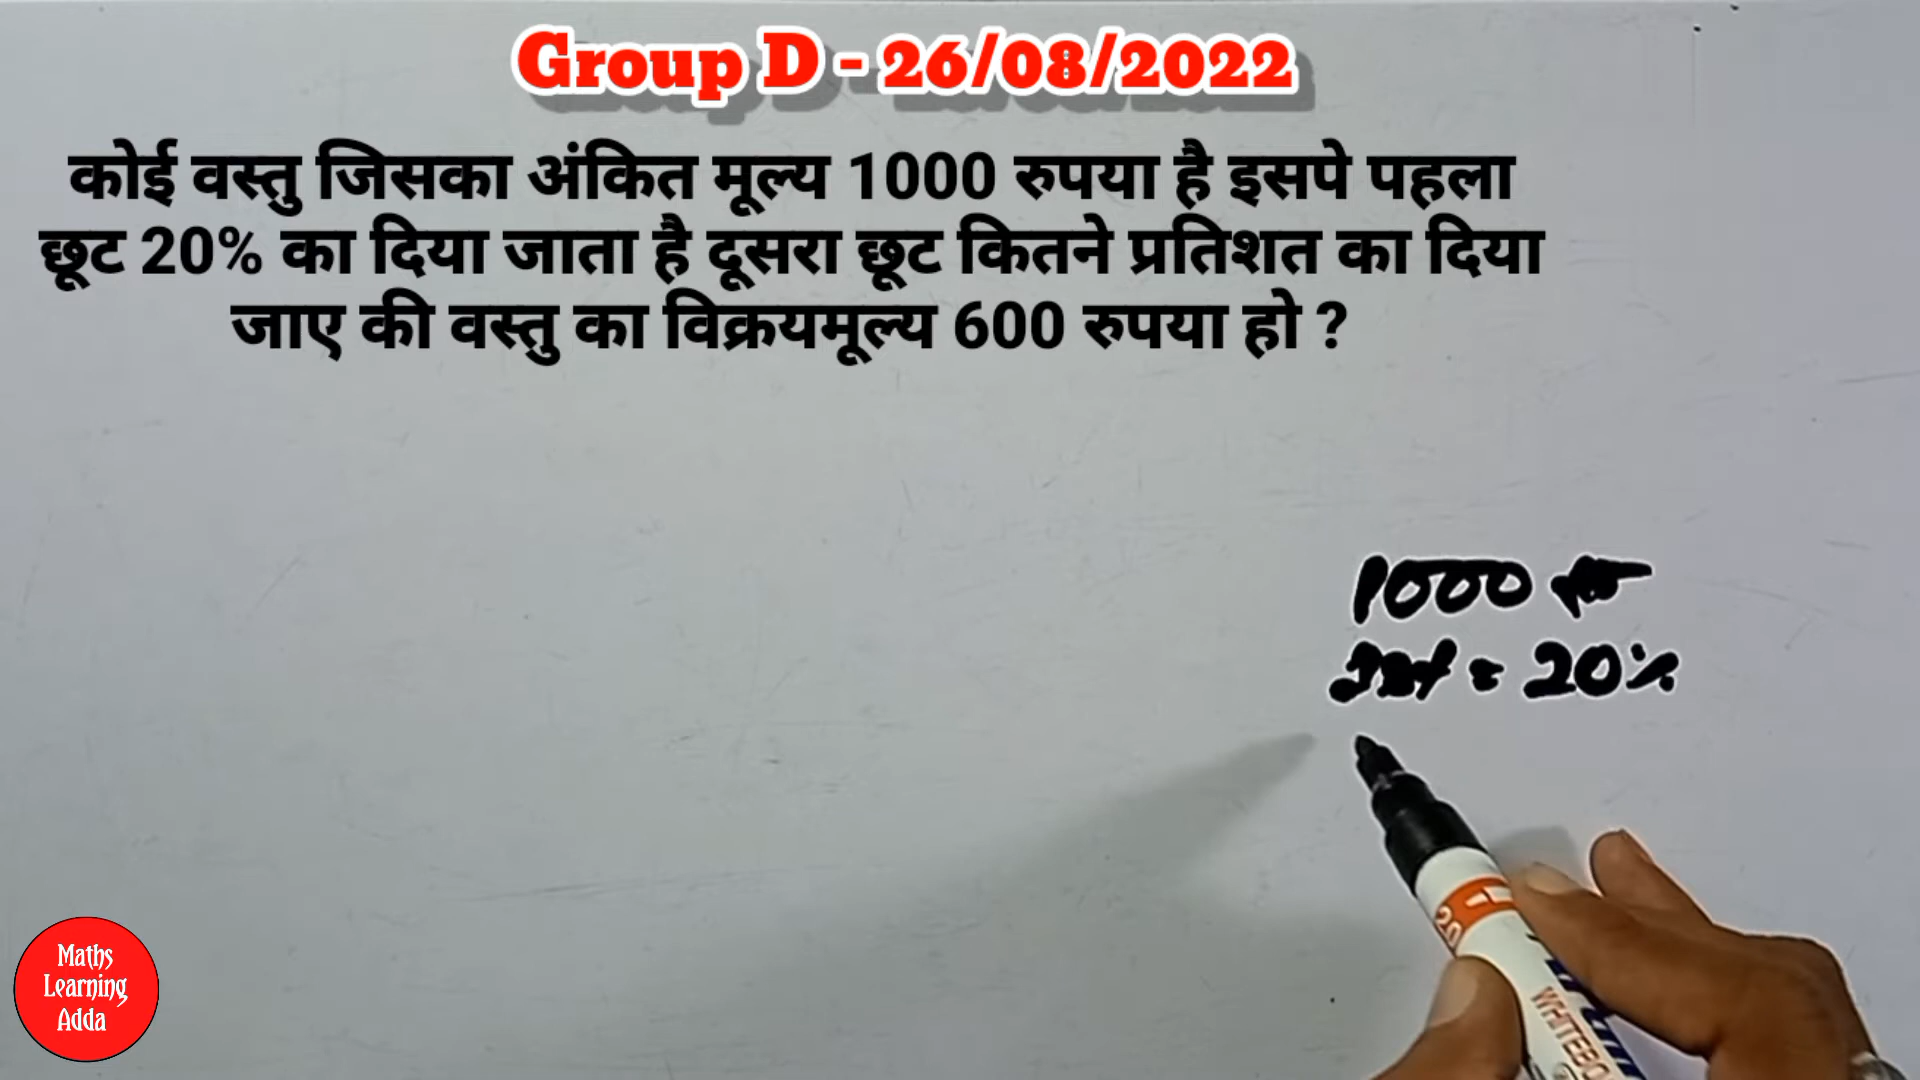 Group D - 26/08/2022
कोई वस्तु जिसका अंकित मूल्य 1000 रुपया है इसपे पहला
छूट 20% का दिया जाता है दूसरा छूट कितने प्रतिशत का दिया
जाए की वस्तु का विक्रयमूल्य 600 रुपया हो ?
1000
= 20%
Maths
Learning
Adda
WHITEBO